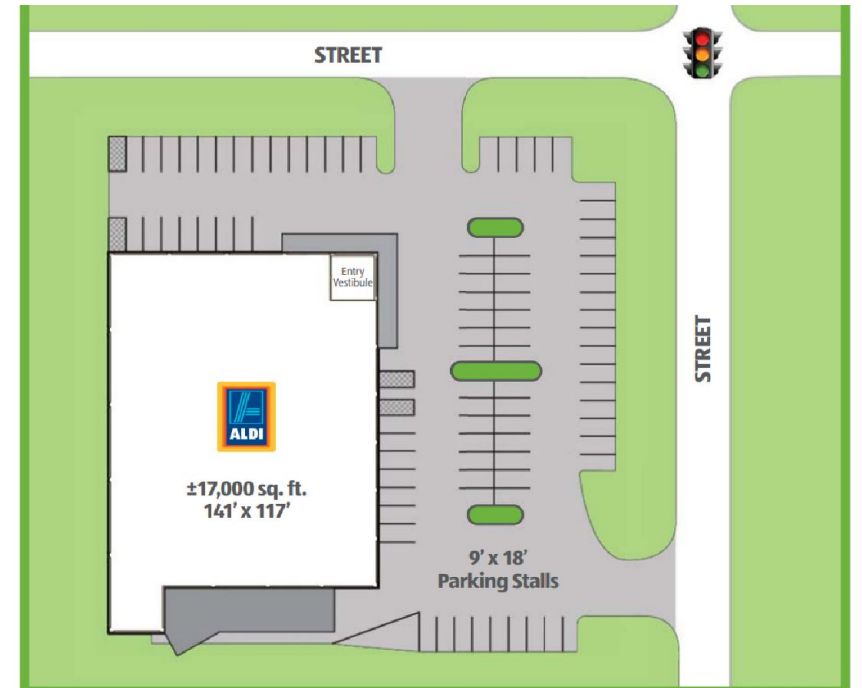 STREET
Entry
Vestibule
STREET
ALDI
±17,000 sq. ft.
141’ x 117’
9’ x 18’
Parking Stalls